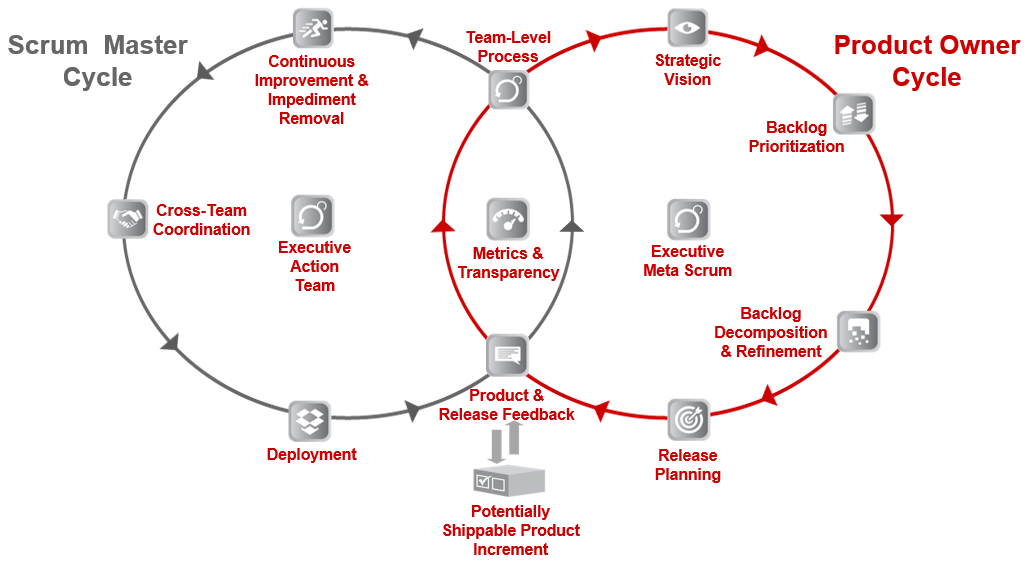 Scrum Master
Cycle
Continuous
Improvement &
Impediment
Removal
Team-Level
Process
Strategic
Vision
Product Owner
Cycle
Backlog
Prioritization
Cross-Team
Coordination
Executive
Action
Team
Metrics &
Transparency
Executive
Meta Scrum
Backlog
Decomposition
& Refinement
Deployment
Product &
Release Feedback
Release
Planning
Potentially
Shippable Product
Increment